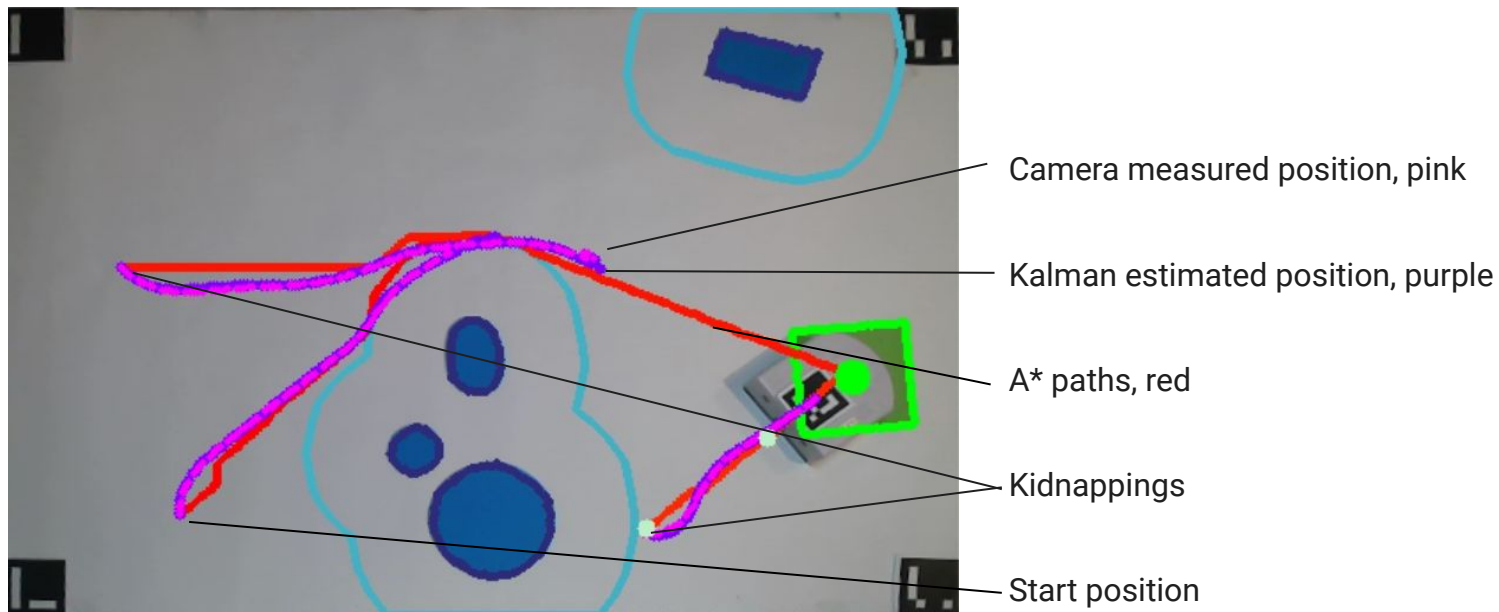 Camera measured position, pink
Kalman estimated position, purple
A* paths, red
Kidnappings
Start position